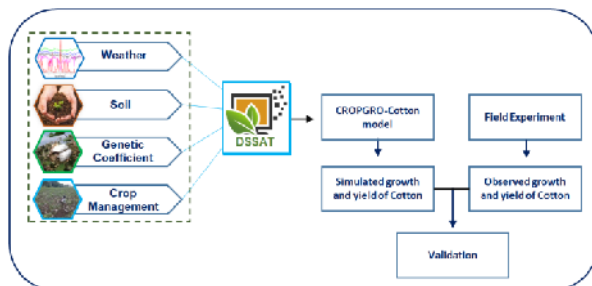 Weather
Soil
Genetic
Coefficient
Crop
Management
DSSAT
CROPGRO-Cotton
model
Simulated growth
and yield of Cotton
Field Experiment
Observed growth
and yield of Cotton
Validation